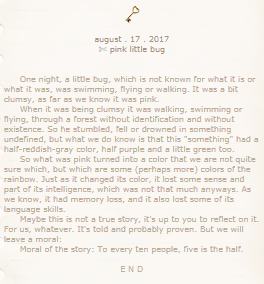 august . 17 . 2017
✄ pink little bug
One night, a little bug, which is not known for what it is or
what it was, was swimming, flying or walking. It was a bit
clumsy, as far as we know it was pink.
When it was being clumsy it was walking, swimming or
flying, through a forest without identification and without
existence. So he stumbled, fell or drowned in something
undefined, but what we do know is that this "something" had a
half-reddish-gray color, half purple and a little green too.
So what was pink turned into a color that we are not quite
sure which, but which are some (perhaps more) colors of the
rainbow. Just as it changed its color, it lost some sense and
part of its intelligence, which was not that much anyways. As
we know, it had memory loss, and it also lost some of its
language skills.
Maybe this is not a true story, it's up to you to reflect on it.
For us, whatever. It's told and probably proven. But we will
leave a moral:
Moral of the story: To every ten people, five is the half.
E N D